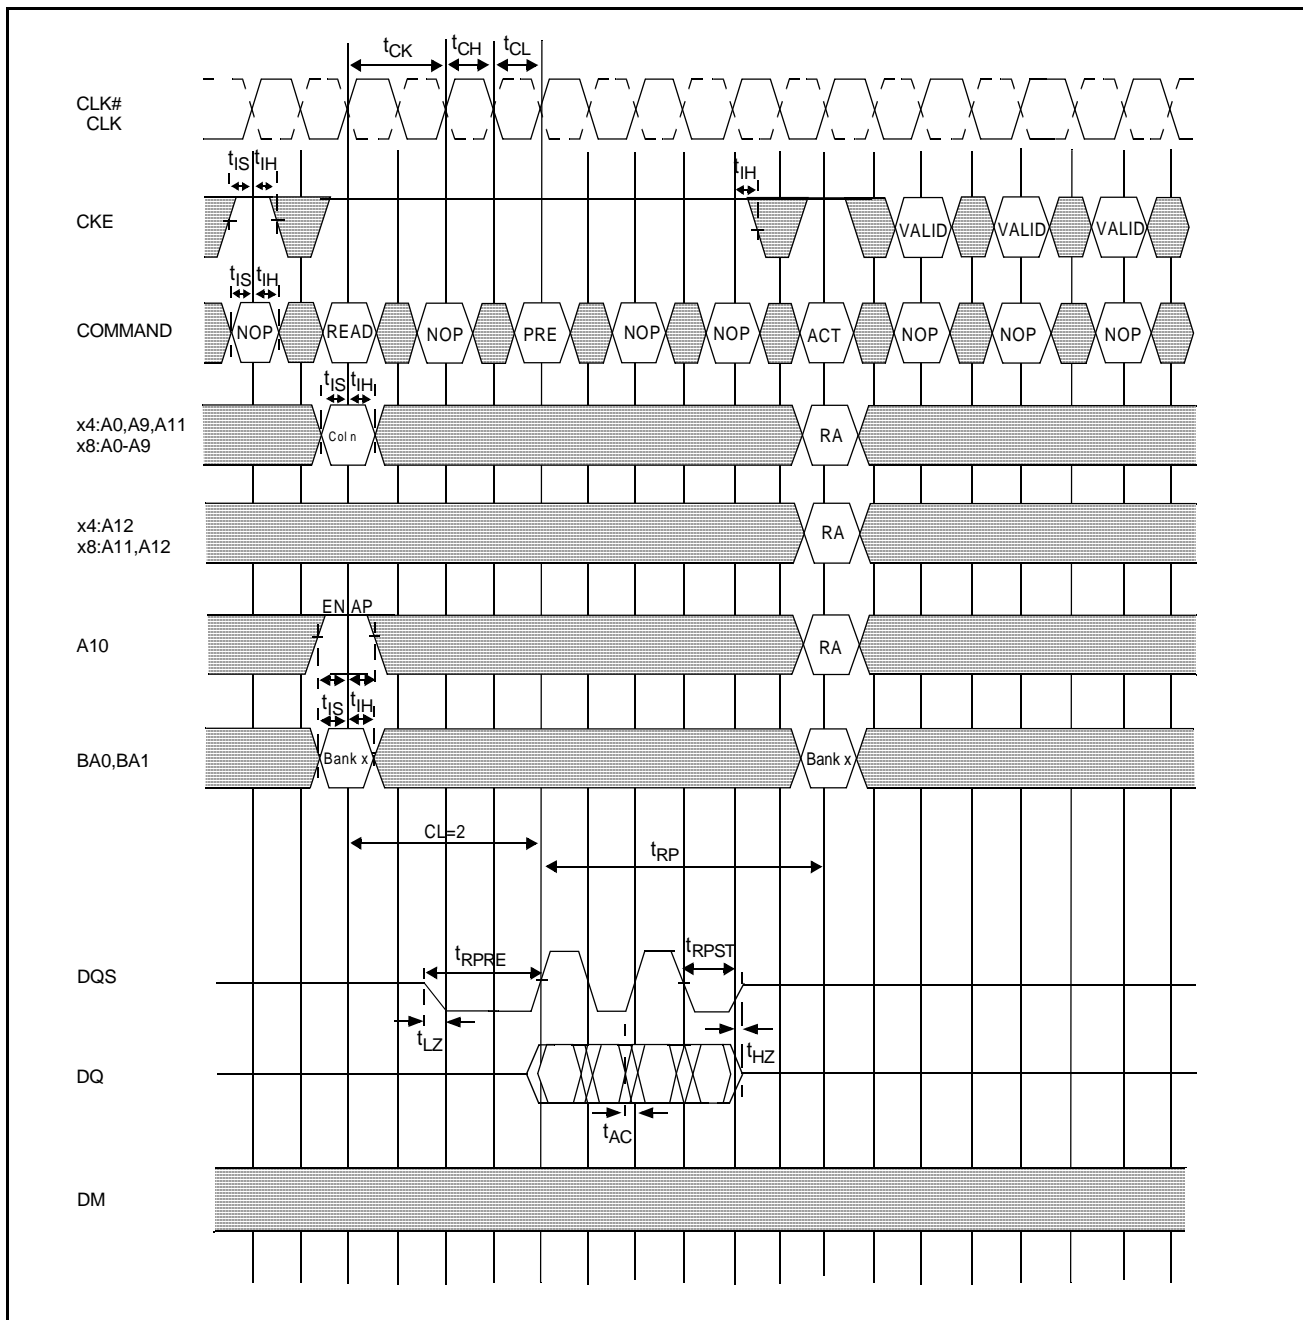 tCK tCH tCL
CLK#
CLK
tIS tIH tIH
CKE VALID VALID VALID
tIS tIH
COMMAND NOP READ NOP PRE NOP NOP ACT NOP NOP NOP
tIS tIH
x4:A0,A9,A11
x8:A0-A9
Col n RA
x4:A12
x8:A11,A12
RA
EN AP
A10 RA
tIS tIH
BA0,BA1 Bank x Bank x
CL=2
tRP
tRPRE tRPST
DQS
tLZ tHZ
DQ
tAC
DM